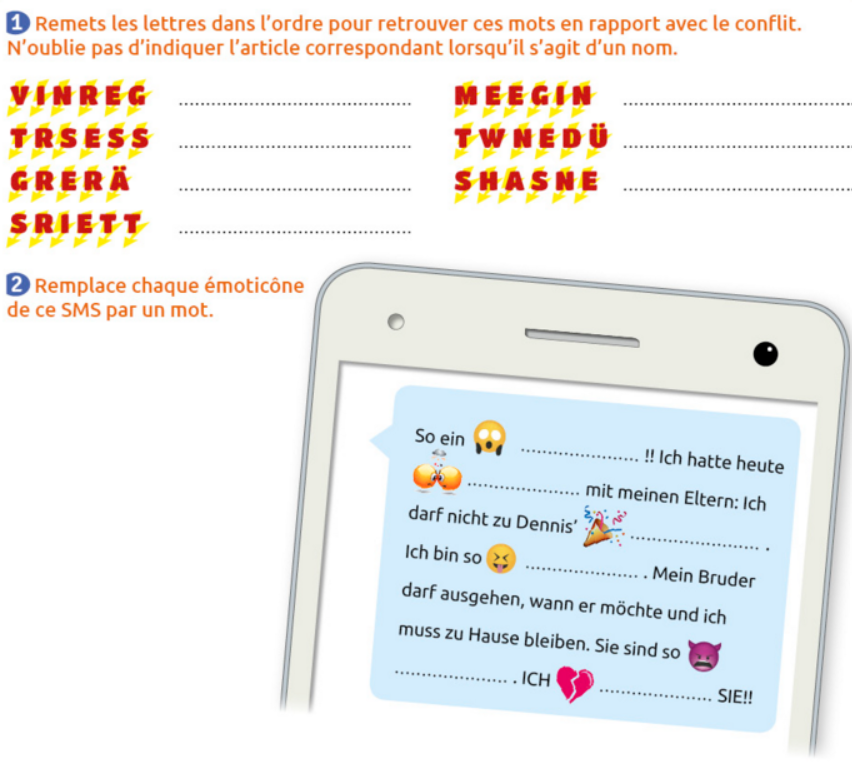 1 Remets les lettres dans l'ordre pour retrouver ces mots en rapport avec le conflit.
N'oublie pas d'indiquer l'article correspondant lorsqu'il s'agit d'un nom.
VINREG ........................................
TRSESS ........................................
GRERÄ ........................................
SRIETT ........................................
MEEGIN ........................................
TWNEDÜ ........................................
SHASNE ........................................
2 Remplace chaque émoticône
de ce SMS par un mot.
So ein 😱 ...................... !! Ich hatte heute
...................... mit meinen Eltern: Ich
darf nicht zu Dennis' 🎉 ......................... .
Ich bin so 😝 ...................... . Mein Bruder
darf ausgehen, wann er möchte und ich
muss zu Hause bleiben. Sie sind so 👿
...................... . ICH 💔 ...................... SIE!!